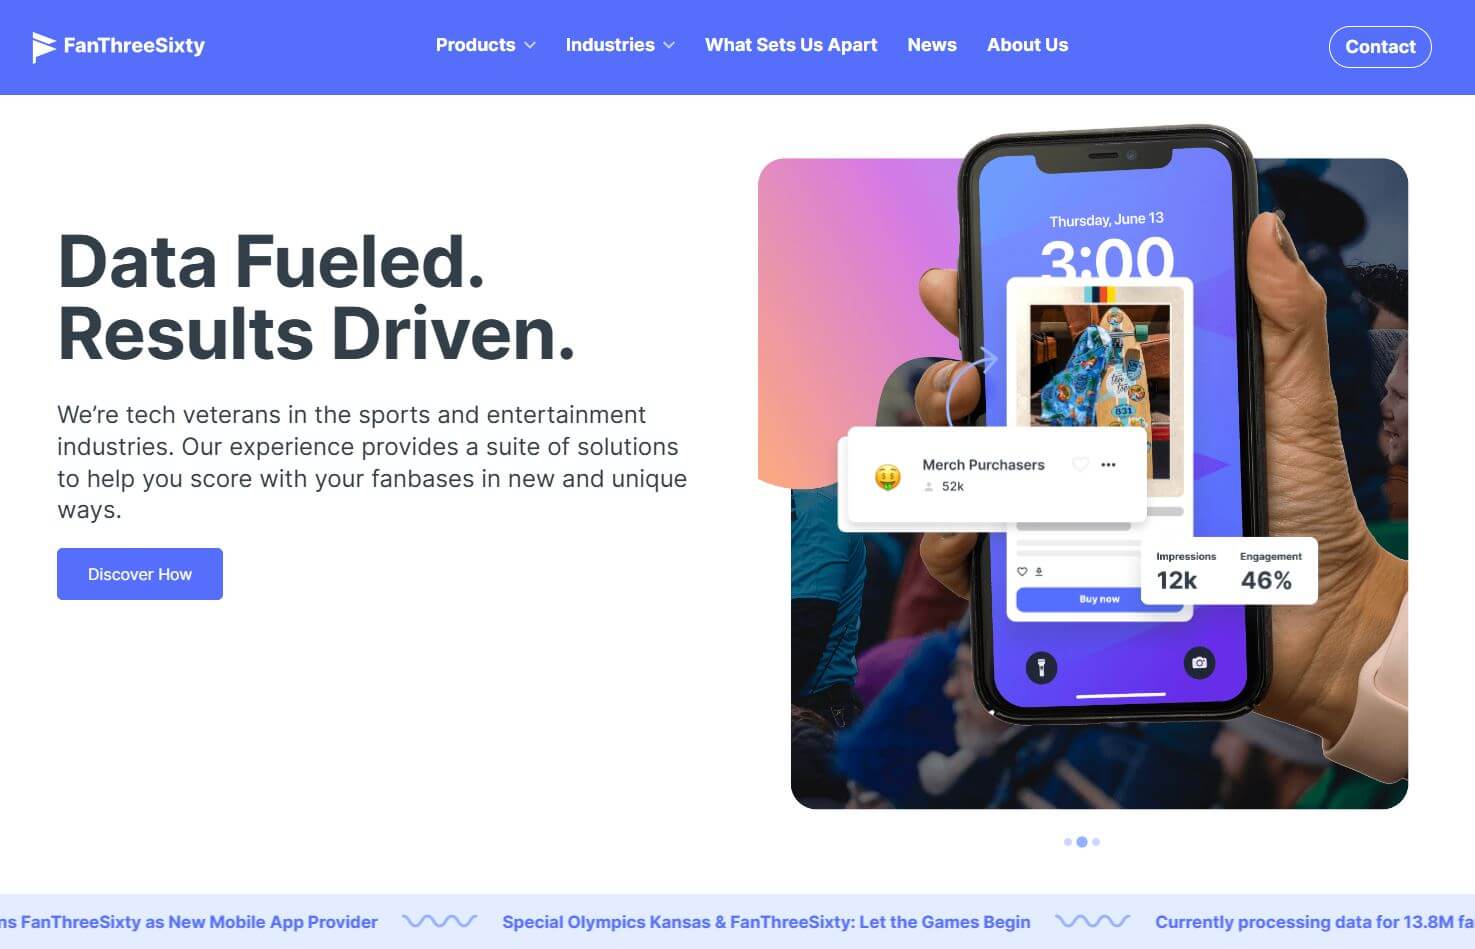 FanThreeSixty
Products
Industries
What Sets Us Apart
News
About Us
Contact
Data Fueled.
Results Driven.
We’re tech veterans in the sports and entertainment
industries. Our experience provides a suite of solutions
to help you score with your fanbases in new and unique
ways.
Discover How
Thursday, June 13
3:00
831
Merch Purchasers
52k
Impressions
12k
Engagement
46%
Buy now
FanThreeSixty as New Mobile App Provider
Special Olympics Kansas & FanThreeSixty: Let the Games Begin
Currently processing data for 13.8M